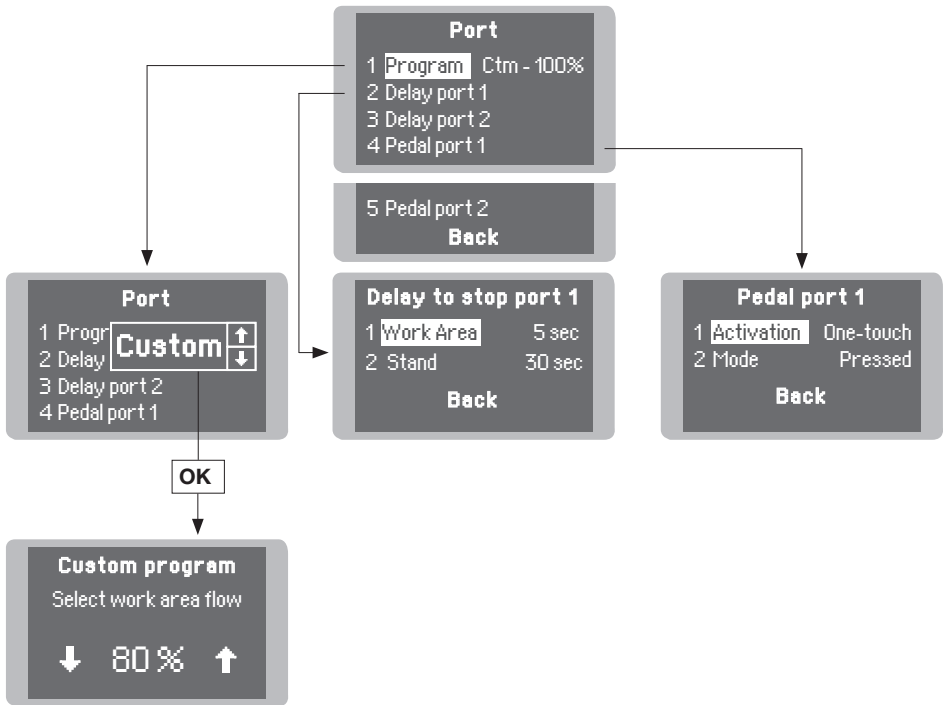 Port
1 Program Ctm - 100%
2 Delay port 1
3 Delay port 2
4 Pedal port 1
5 Pedal port 2
Back
Port
1 Progr
2 Delay
Custom
3 Delay port 2
4 Pedal port 1
OK
Custom program
Select work area flow
80 %
Delay to stop port 1
1 Work Area 5 sec
2 Stand 30 sec
Back
Pedal port 1
1 Activation One-touch
2 Mode Pressed
Back